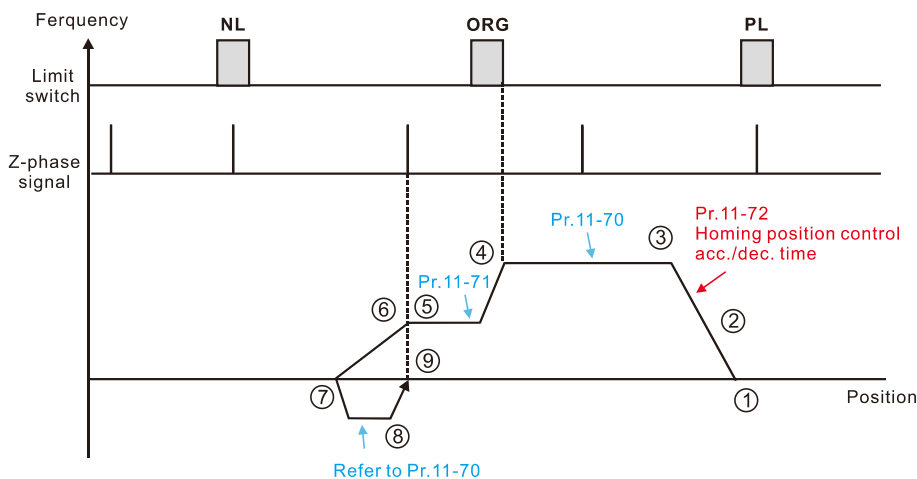 Ferquency
NL
ORG
PL
Limit
switch
Z-phase
signal
Pr.11-72
Homing position control
acc./dec. time
Pr.11-70
③
④
Pr.11-71
⑥
⑤
②
⑨
⑦
①
Position
⑧
Refer to Pr.11-70